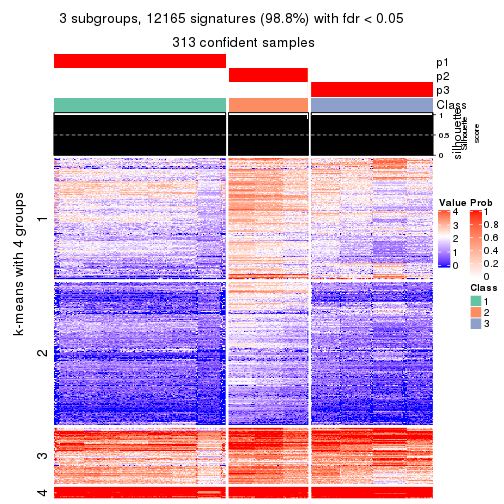 3 subgroups, 12165 signatures (98.8%) with fdr < 0.05
313 confident samples
p1
p2
p3
Class
silhouette
Silhouette
score
1
0.5
0
k-means with 4 groups
1
2
3
4
Value
4
3
2
1
0
Prob
1
0.8
0.6
0.4
0.2
0
Class
1
2
3